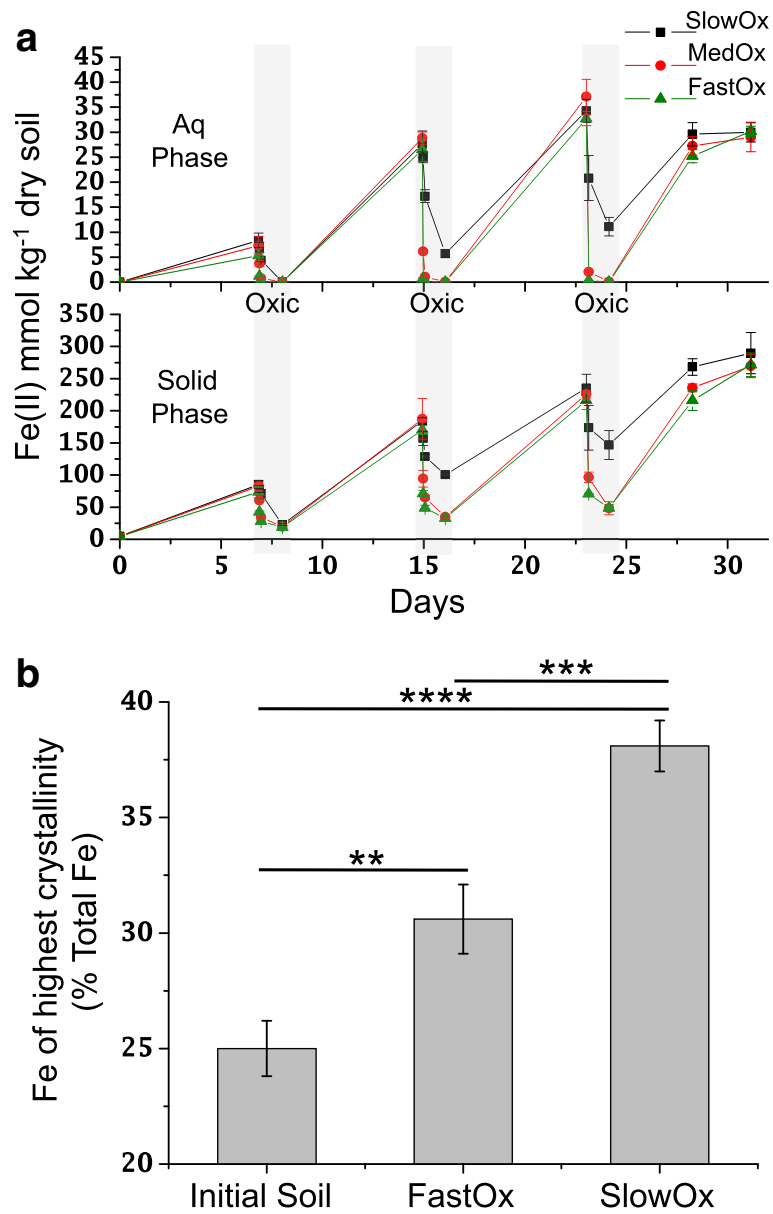 a
SlowOx
MedOx
FastOx
Aq
Phase
45
40
35
30
25
20
15
10
5
0
Oxic
Oxic
Oxic
Fe(II) mmol kg⁻¹ dry soil
Solid
Phase
350
300
250
200
150
100
50
0
0
5
10
15
20
25
30
Days
b
***
****
**
Fe of highest crystallinity
(% Total Fe)
40
35
30
25
20
Initial Soil
FastOx
SlowOx